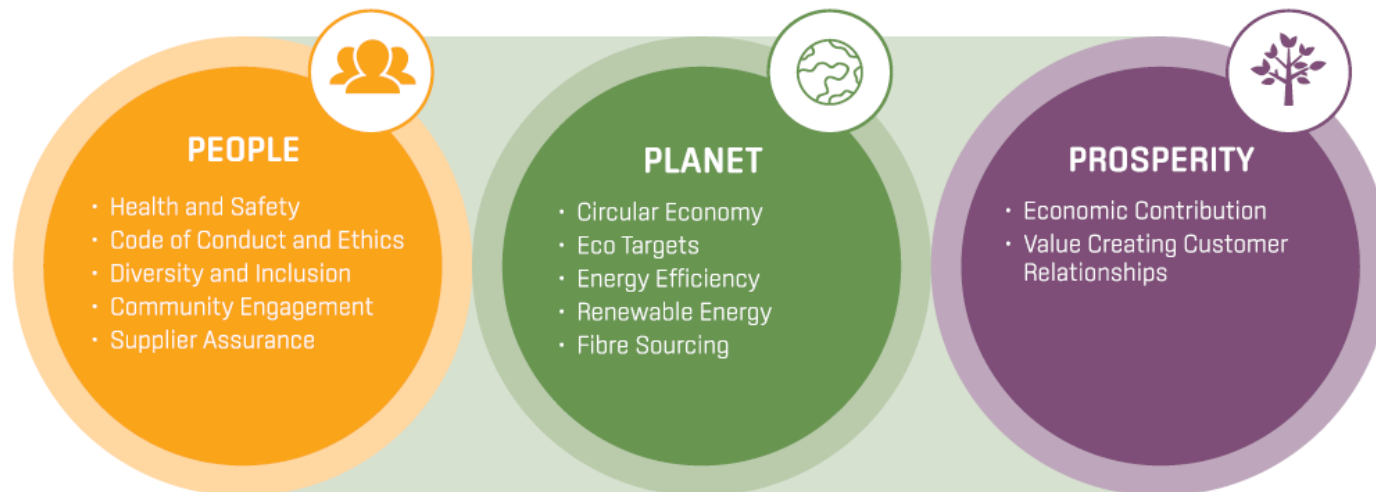 PEOPLE
· Health and Safety
· Code of Conduct and Ethics
· Diversity and Inclusion
· Community Engagement
· Supplier Assurance
PLANET
· Circular Economy
· Eco Targets
· Energy Efficiency
· Renewable Energy
· Fibre Sourcing
PROSPERITY
· Economic Contribution
· Value Creating Customer
Relationships